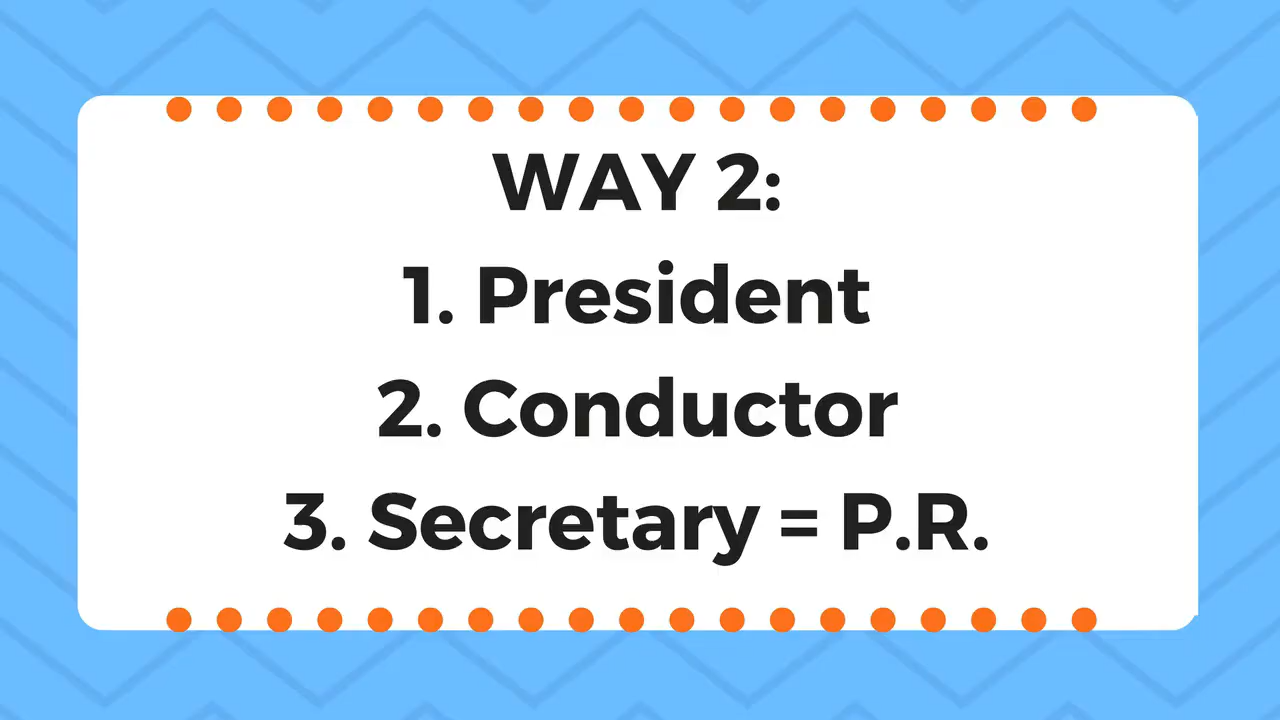 WAY 2:
1. President
2. Conductor
3. Secretary = P.R.